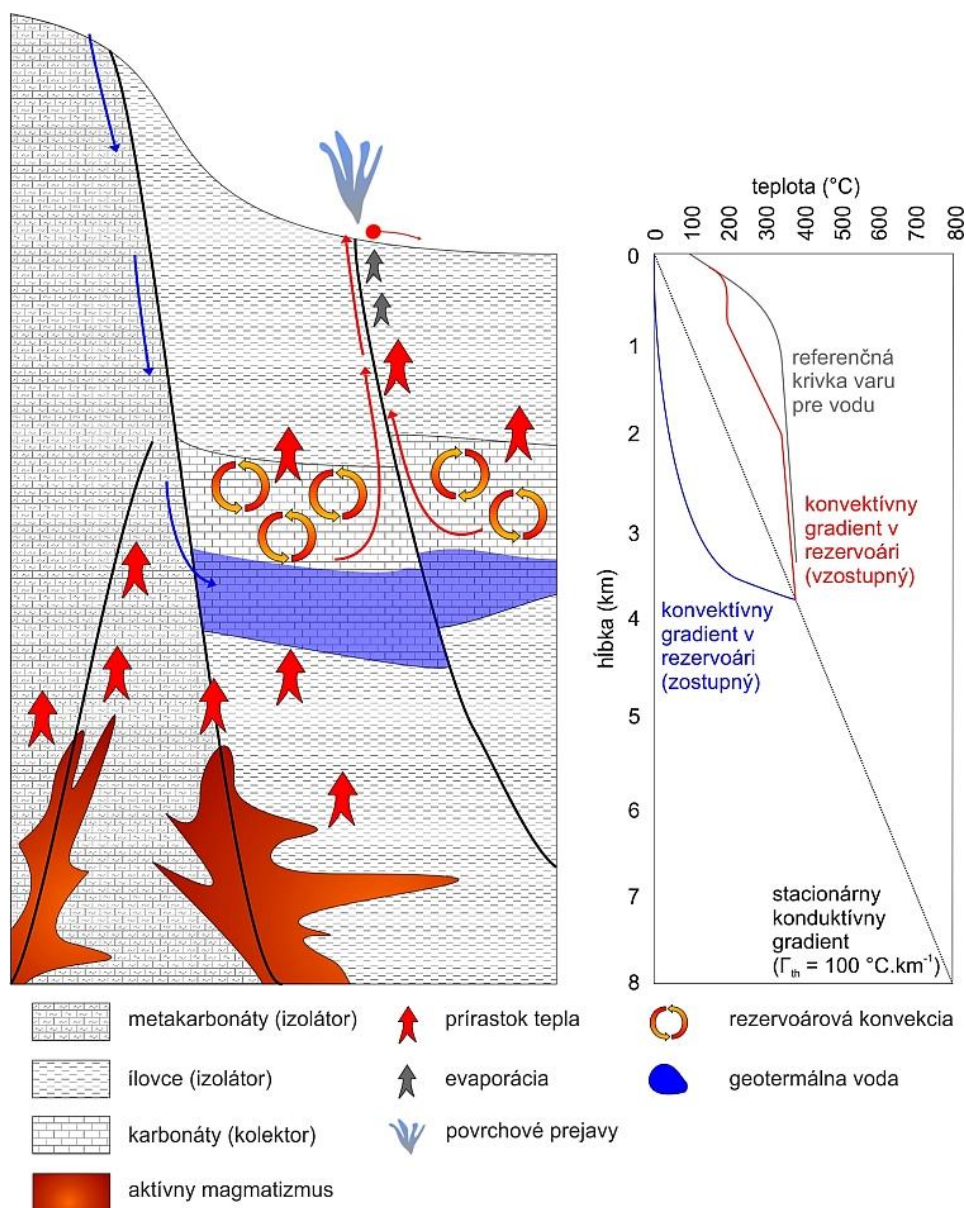 teplota (°C)
0
100
200
300
400
500
600
700
800
0
1
2
3
4
5
6
7
8
hĺbka (km)
referenčná
krivka varu
pre vodu
konvektívny
gradient v
rezervoári
(vzostupný)
konvektívny
gradient v
rezervoári
(zostupný)
stacionárny
konduktívny
gradient
(Γth = 100 °C.km-1)
metakarbonáty (izolátor)
prírastok tepla
rezervoárová konvekcia
ílovce (izolátor)
evaporácia
geotermálna voda
karbonáty (kolektor)
povrchové prejavy
aktívny magmatizmus